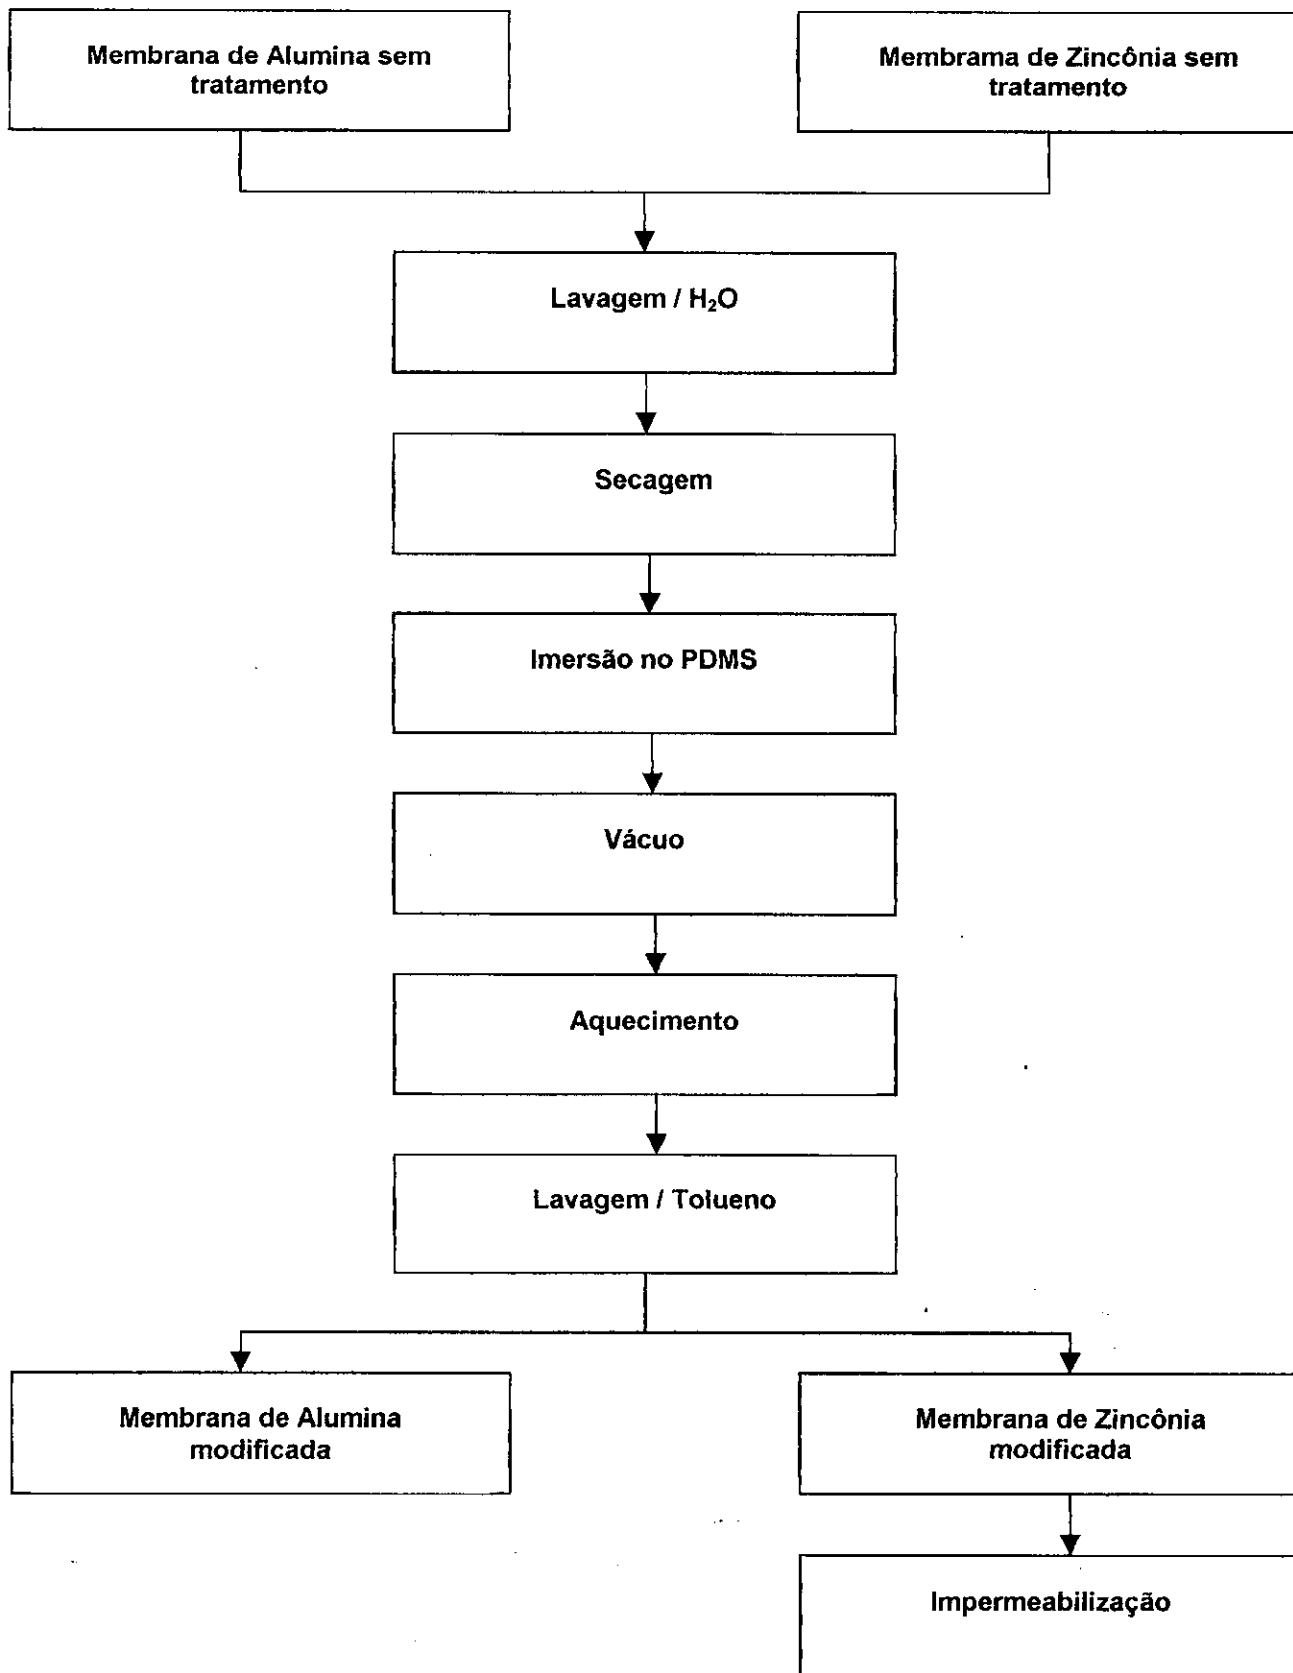 Membrana de Alumina sem
tratamento
Membrama de Zincônia sem
tratamento
Lavagem / H₂O
Secagem
Imersão no PDMS
Vácuo
Aquecimento
Lavagem / Tolueno
Membrana de Alumina
modificada
Membrana de Zincônia
modificada
Impermeabilização